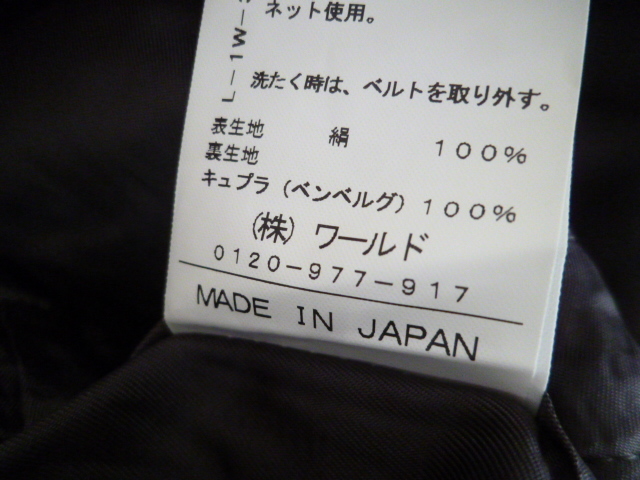 ネット使用。
L-1W-
洗たく時は、ベルトを取り外す。
表生地 絹 100%
裏生地
キュプラ(ベンベルグ)100%
(株)ワールド
0120-977-917
MADE IN JAPAN